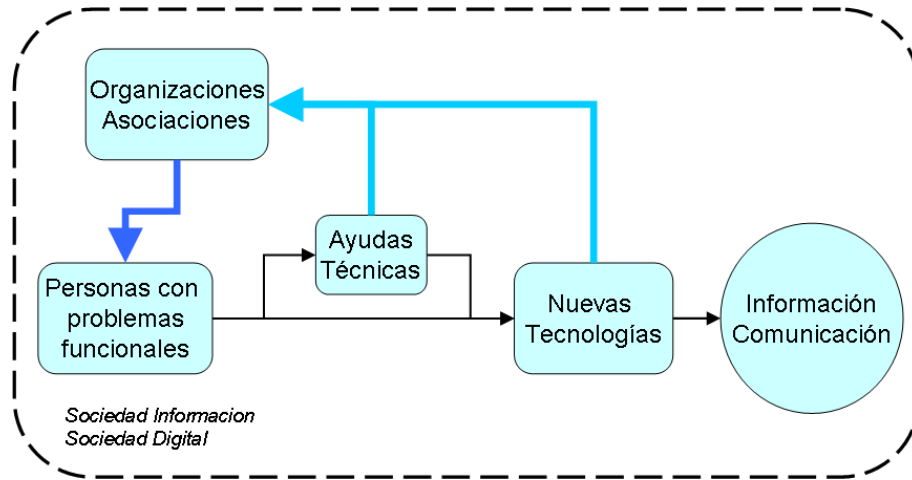 Organizaciones
Asociaciones
Ayudas
Técnicas
Personas con
problemas
funcionales
Nuevas
Tecnologías
Información
Comunicación
Sociedad Informacion
Sociedad Digital